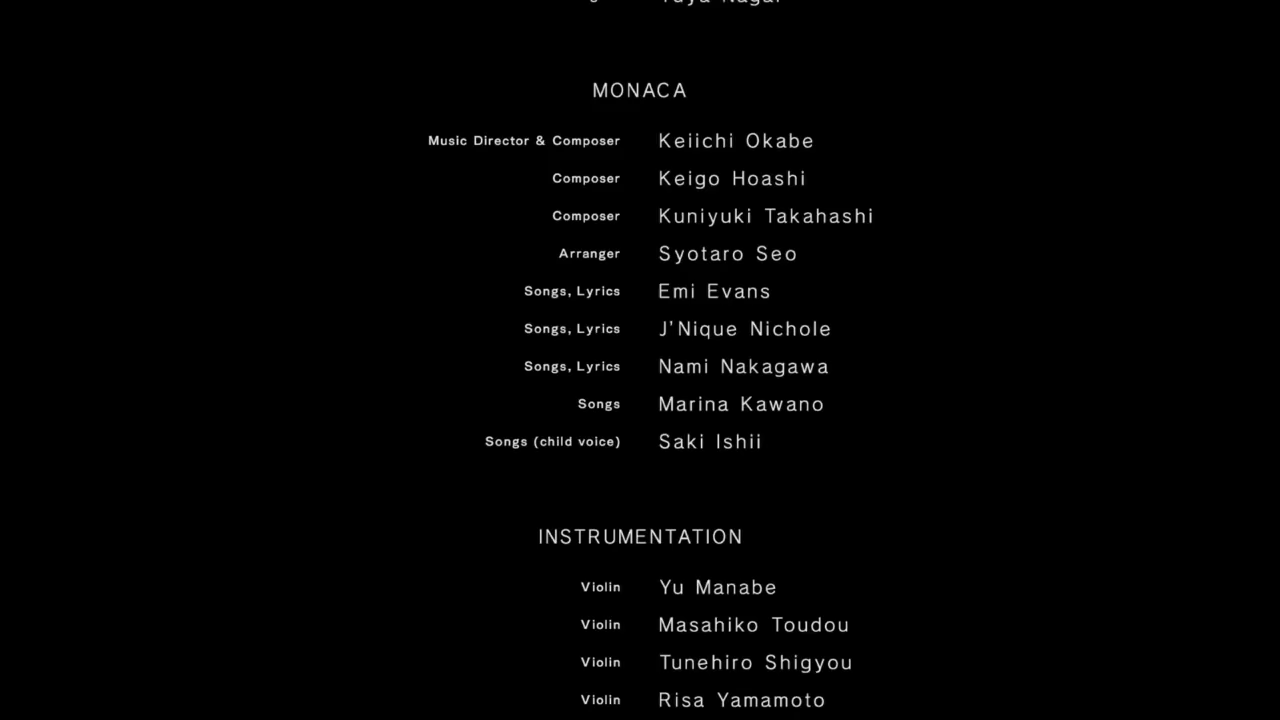 MONACA
Music Director & Composer Keiichi Okabe
Composer Keigo Hoashi
Composer Kuniyuki Takahashi
Arranger Syotaro Seo
Songs, Lyrics Emi Evans
Songs, Lyrics J'Nique Nichole
Songs, Lyrics Nami Nakagawa
Songs Marina Kawano
Songs (child voice) Saki Ishii
INSTRUMENTATION
Violin Yu Manabe
Violin Masahiko Toudou
Violin Tunehiro Shigyou
Violin Risa Yamamoto